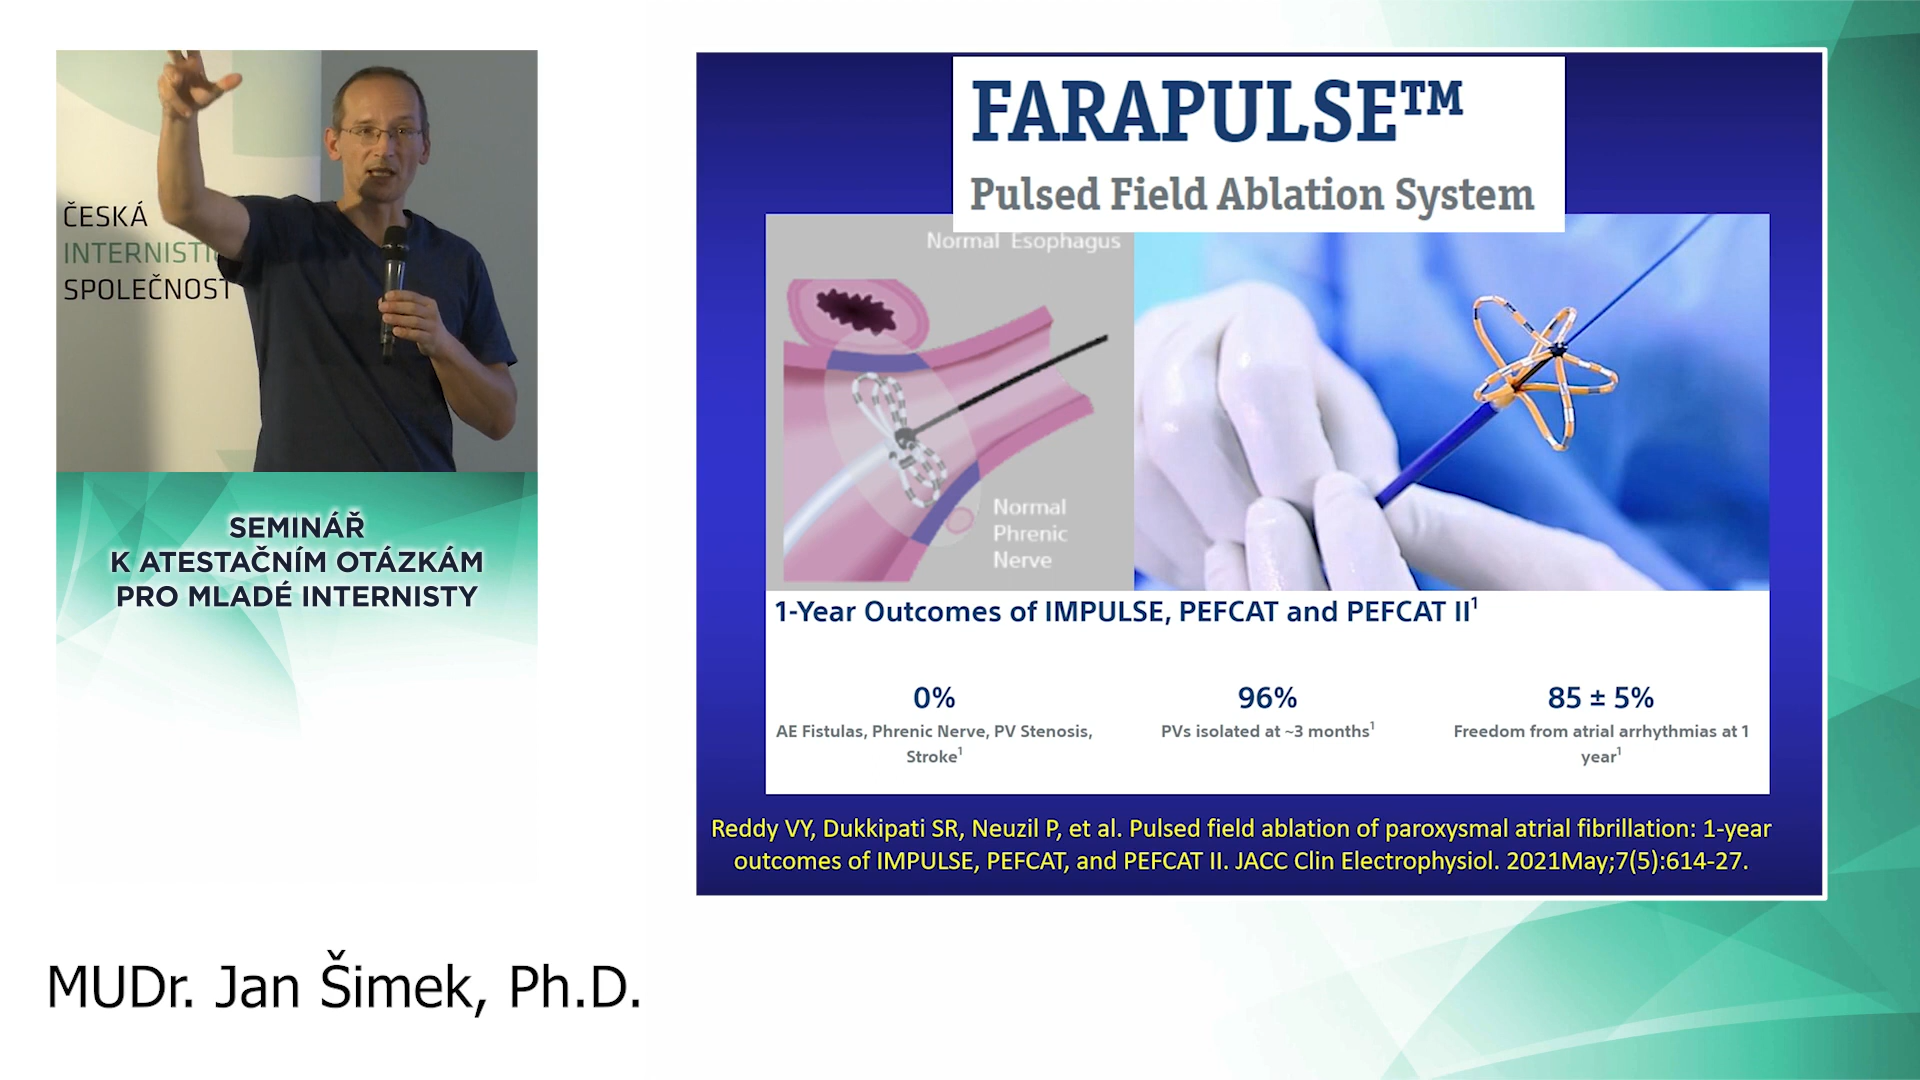 ČESKÁ
INTERNISTI
SPOLEČNOST
SEMINÁŘ
K ATESTAČNÍM OTÁZKÁM
PRO MLADÉ INTERNISTY
MUDr. Jan Šimek, Ph.D.
FARAPULSE™
Pulsed Field Ablation System
Normal Esophagus
Normal
Phrenic
Nerve
1-Year Outcomes of IMPULSE, PEFCAT and PEFCAT II¹
0%
AE Fistulas, Phrenic Nerve, PV Stenosis,
Stroke¹
96%
PVs isolated at ~3 months¹
85 ± 5%
Freedom from atrial arrhythmias at 1
year¹
Reddy VY, Dukkipati SR, Neuzil P, et al. Pulsed field ablation of paroxysmal atrial fibrillation: 1-year
outcomes of IMPULSE, PEFCAT, and PEFCAT II. JACC Clin Electrophysiol. 2021May;7(5):614-27.